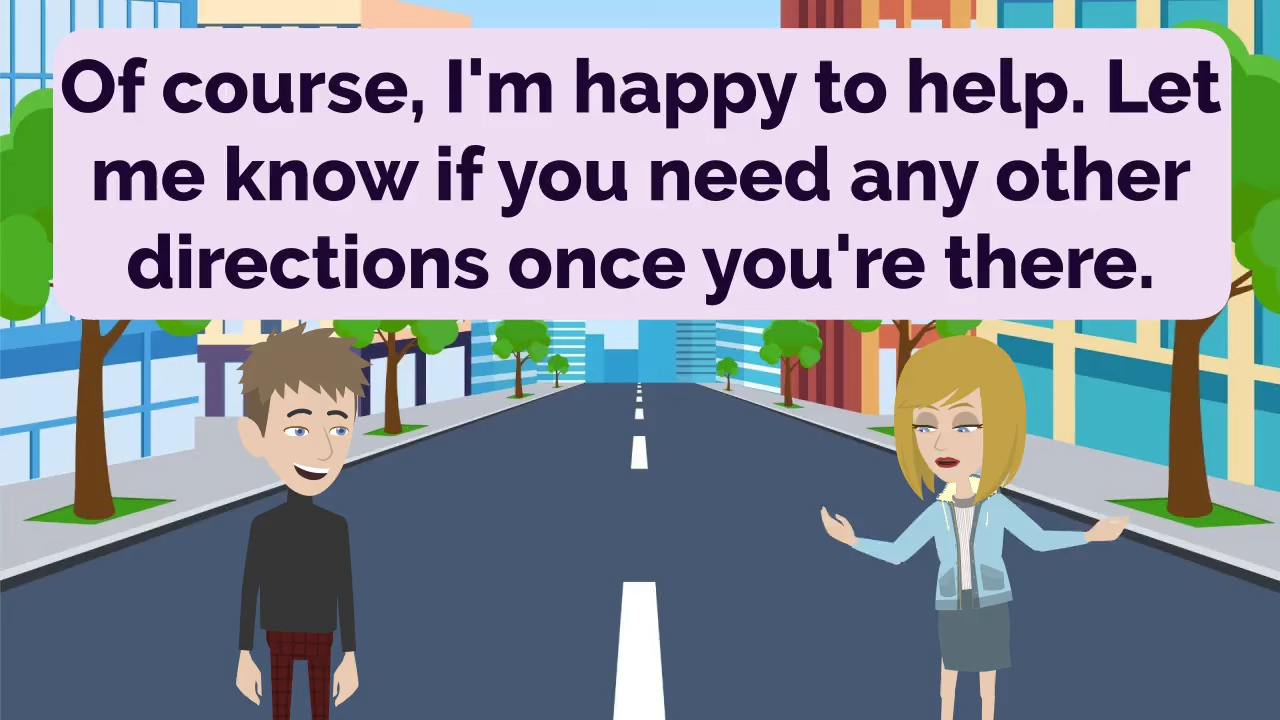 Of course, I'm happy to help. Let
me know if you need any other
directions once you're there.